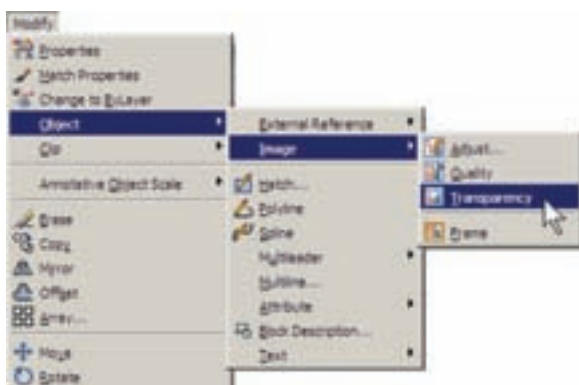 Modify
Properties
Match Properties
Change to ByLayer
Object
Clip
Annotative Object Scale
Erase
Copy
Mirror
Offset
Array...
Move
Rotate
External Reference
Image
Hatch...
Polyline
Spline
Multileader
Multiline...
Attribute
Block Description...
Text
Adjust...
Quality
Transparency
Frame